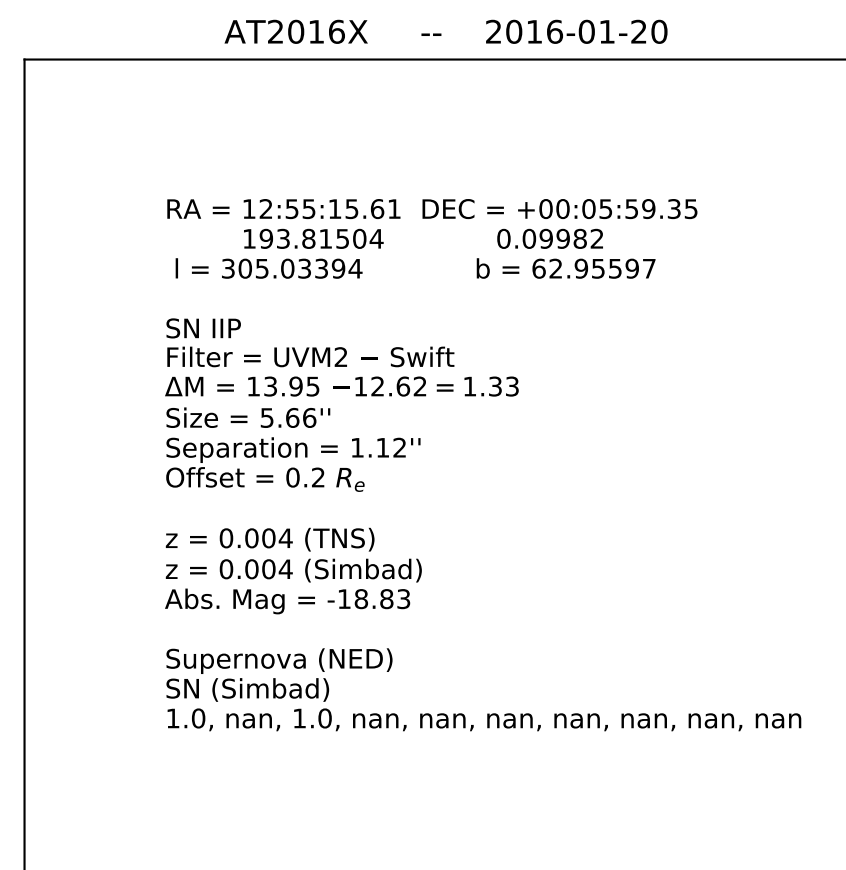 AT2016X -- 2016-01-20
RA = 12:55:15.61 DEC = +00:05:59.35
193.81504 0.09982
l = 305.03394 b = 62.95597
SN IIP
Filter = UVM2 − Swift
ΔM = 13.95 −12.62 = 1.33
Size = 5.66''
Separation = 1.12''
Offset = 0.2 Rₑ
z = 0.004 (TNS)
z = 0.004 (Simbad)
Abs. Mag = -18.83
Supernova (NED)
SN (Simbad)
1.0, nan, 1.0, nan, nan, nan, nan, nan, nan, nan